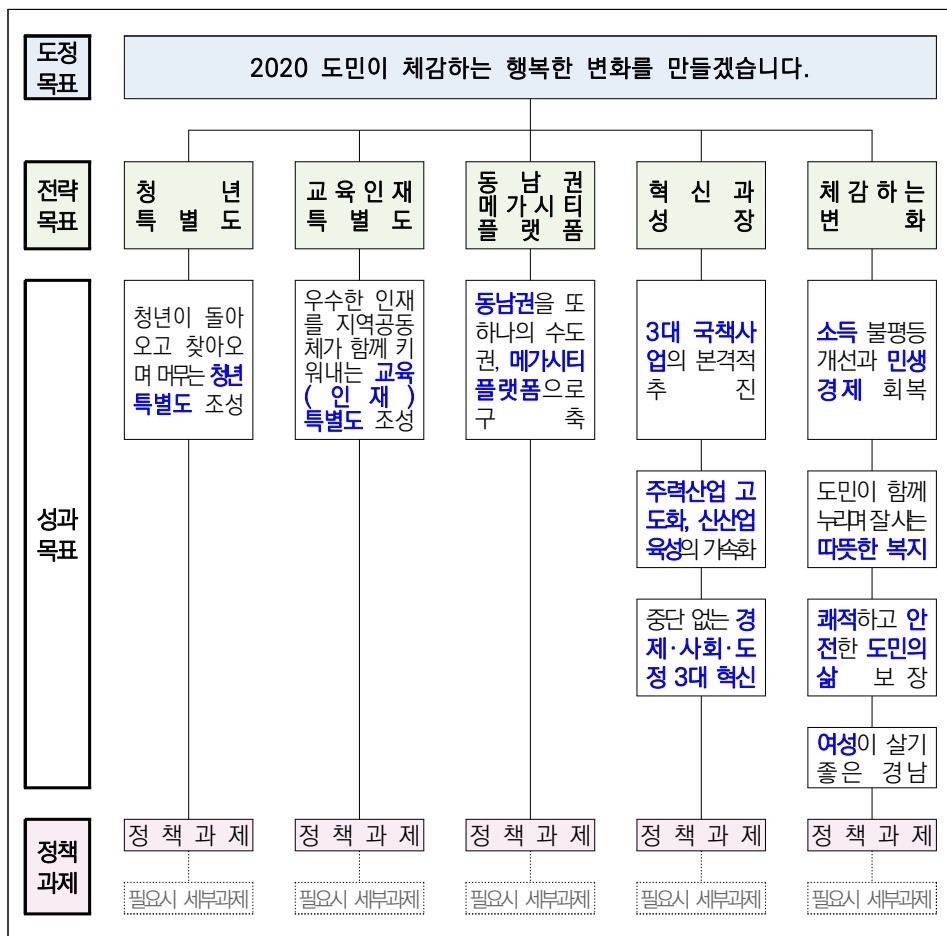 도정
목표
2020 도민이 체감하는 행복한 변화를 만들겠습니다.
전략
목표
청 년
특 별 도
교육인재
특 별 도
동 남 권
메가시티
플 랫 폼
혁 신 과
성 장
체감하는
변 화
성과
목표
청년이 돌아
오고 찾아오
며 머무는 청년
특별도 조성
우수한 인재
를 지역공동
체가 함께 키
워내는 교육
( 인 재 )
특별도 조성
동남권을 또
하나의 수도
권, 메가시티
플랫폼으로
구 축
3대 국책사
업의 본격적
추 진
주력산업 고
도화, 신산업
육성의 가속화
중단 없는 경
제·사회·도
정 3대 혁신
소득 불평등
개선과 민생
경제 회복
도민이 함께
누리며 잘 사는
따뜻한 복지
쾌적하고 안
전한 도민의
삶 보 장
여성이 살기
좋은 경남
정책
과제
정 책 과 제
정 책 과 제
정 책 과 제
정 책 과 제
정 책 과 제
필요시 세부과제
필요시 세부과제
필요시 세부과제
필요시 세부과제
필요시 세부과제